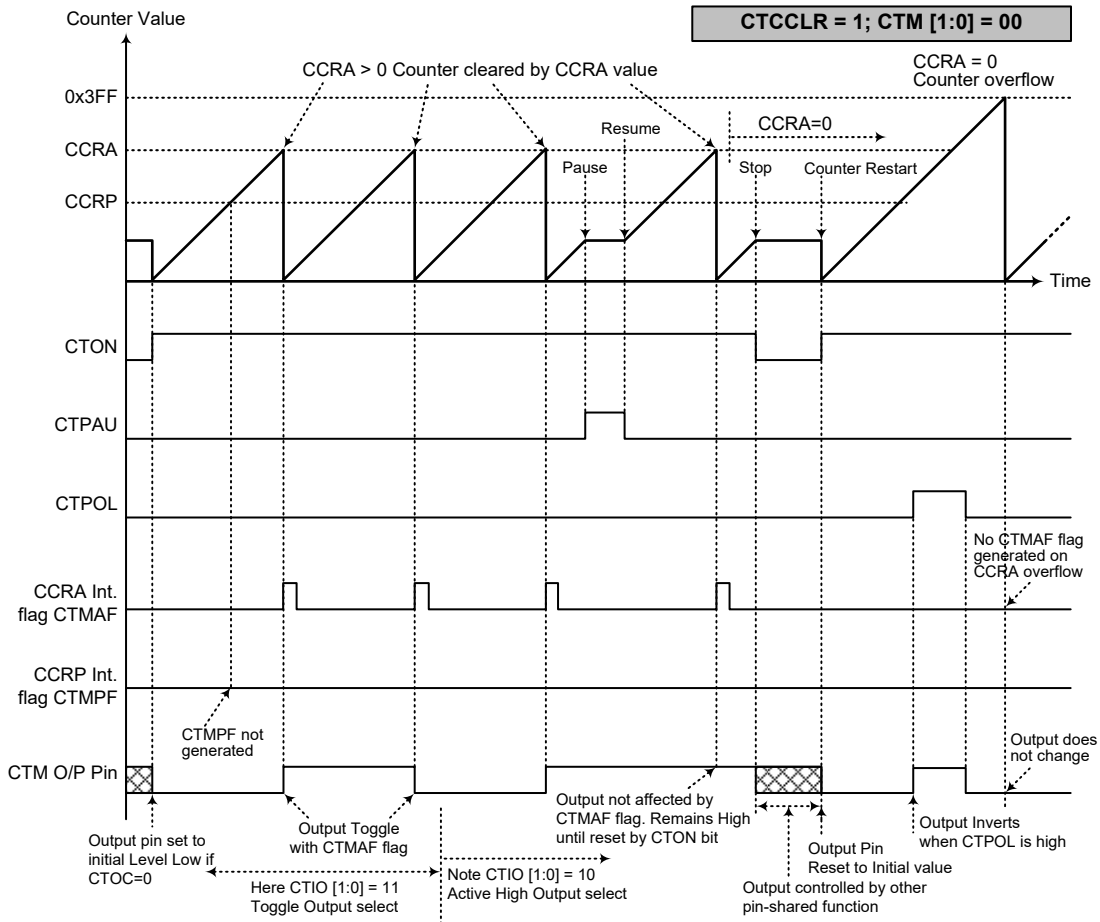 Counter Value
CTCCLR = 1; CTM [1:0] = 00
CCRA > 0 Counter cleared by CCRA value
CCRA = 0
Counter overflow
0x3FF
Resume
CCRA=0
CCRA
Pause
Stop
Counter Restart
CCRP
Time
CTON
CTPAU
CTPOL
No CTMAF flag
generated on
CCRA overflow
CCRA Int.
flag CTMAF
CCRP Int.
flag CTMPF
CTMPF not
generated
Output does
not change
CTM O/P Pin
Output pin set to
initial Level Low if
CTOC=0
Output Toggle
with CTMAF flag
Output not affected by
CTMAF flag. Remains High
until reset by CTON bit
Output Inverts
when CTPOL is high
Output Pin
Reset to Initial value
Here CTIO [1:0] = 11
Toggle Output select
Note CTIO [1:0] = 10
Active High Output select
Output controlled by other
pin-shared function